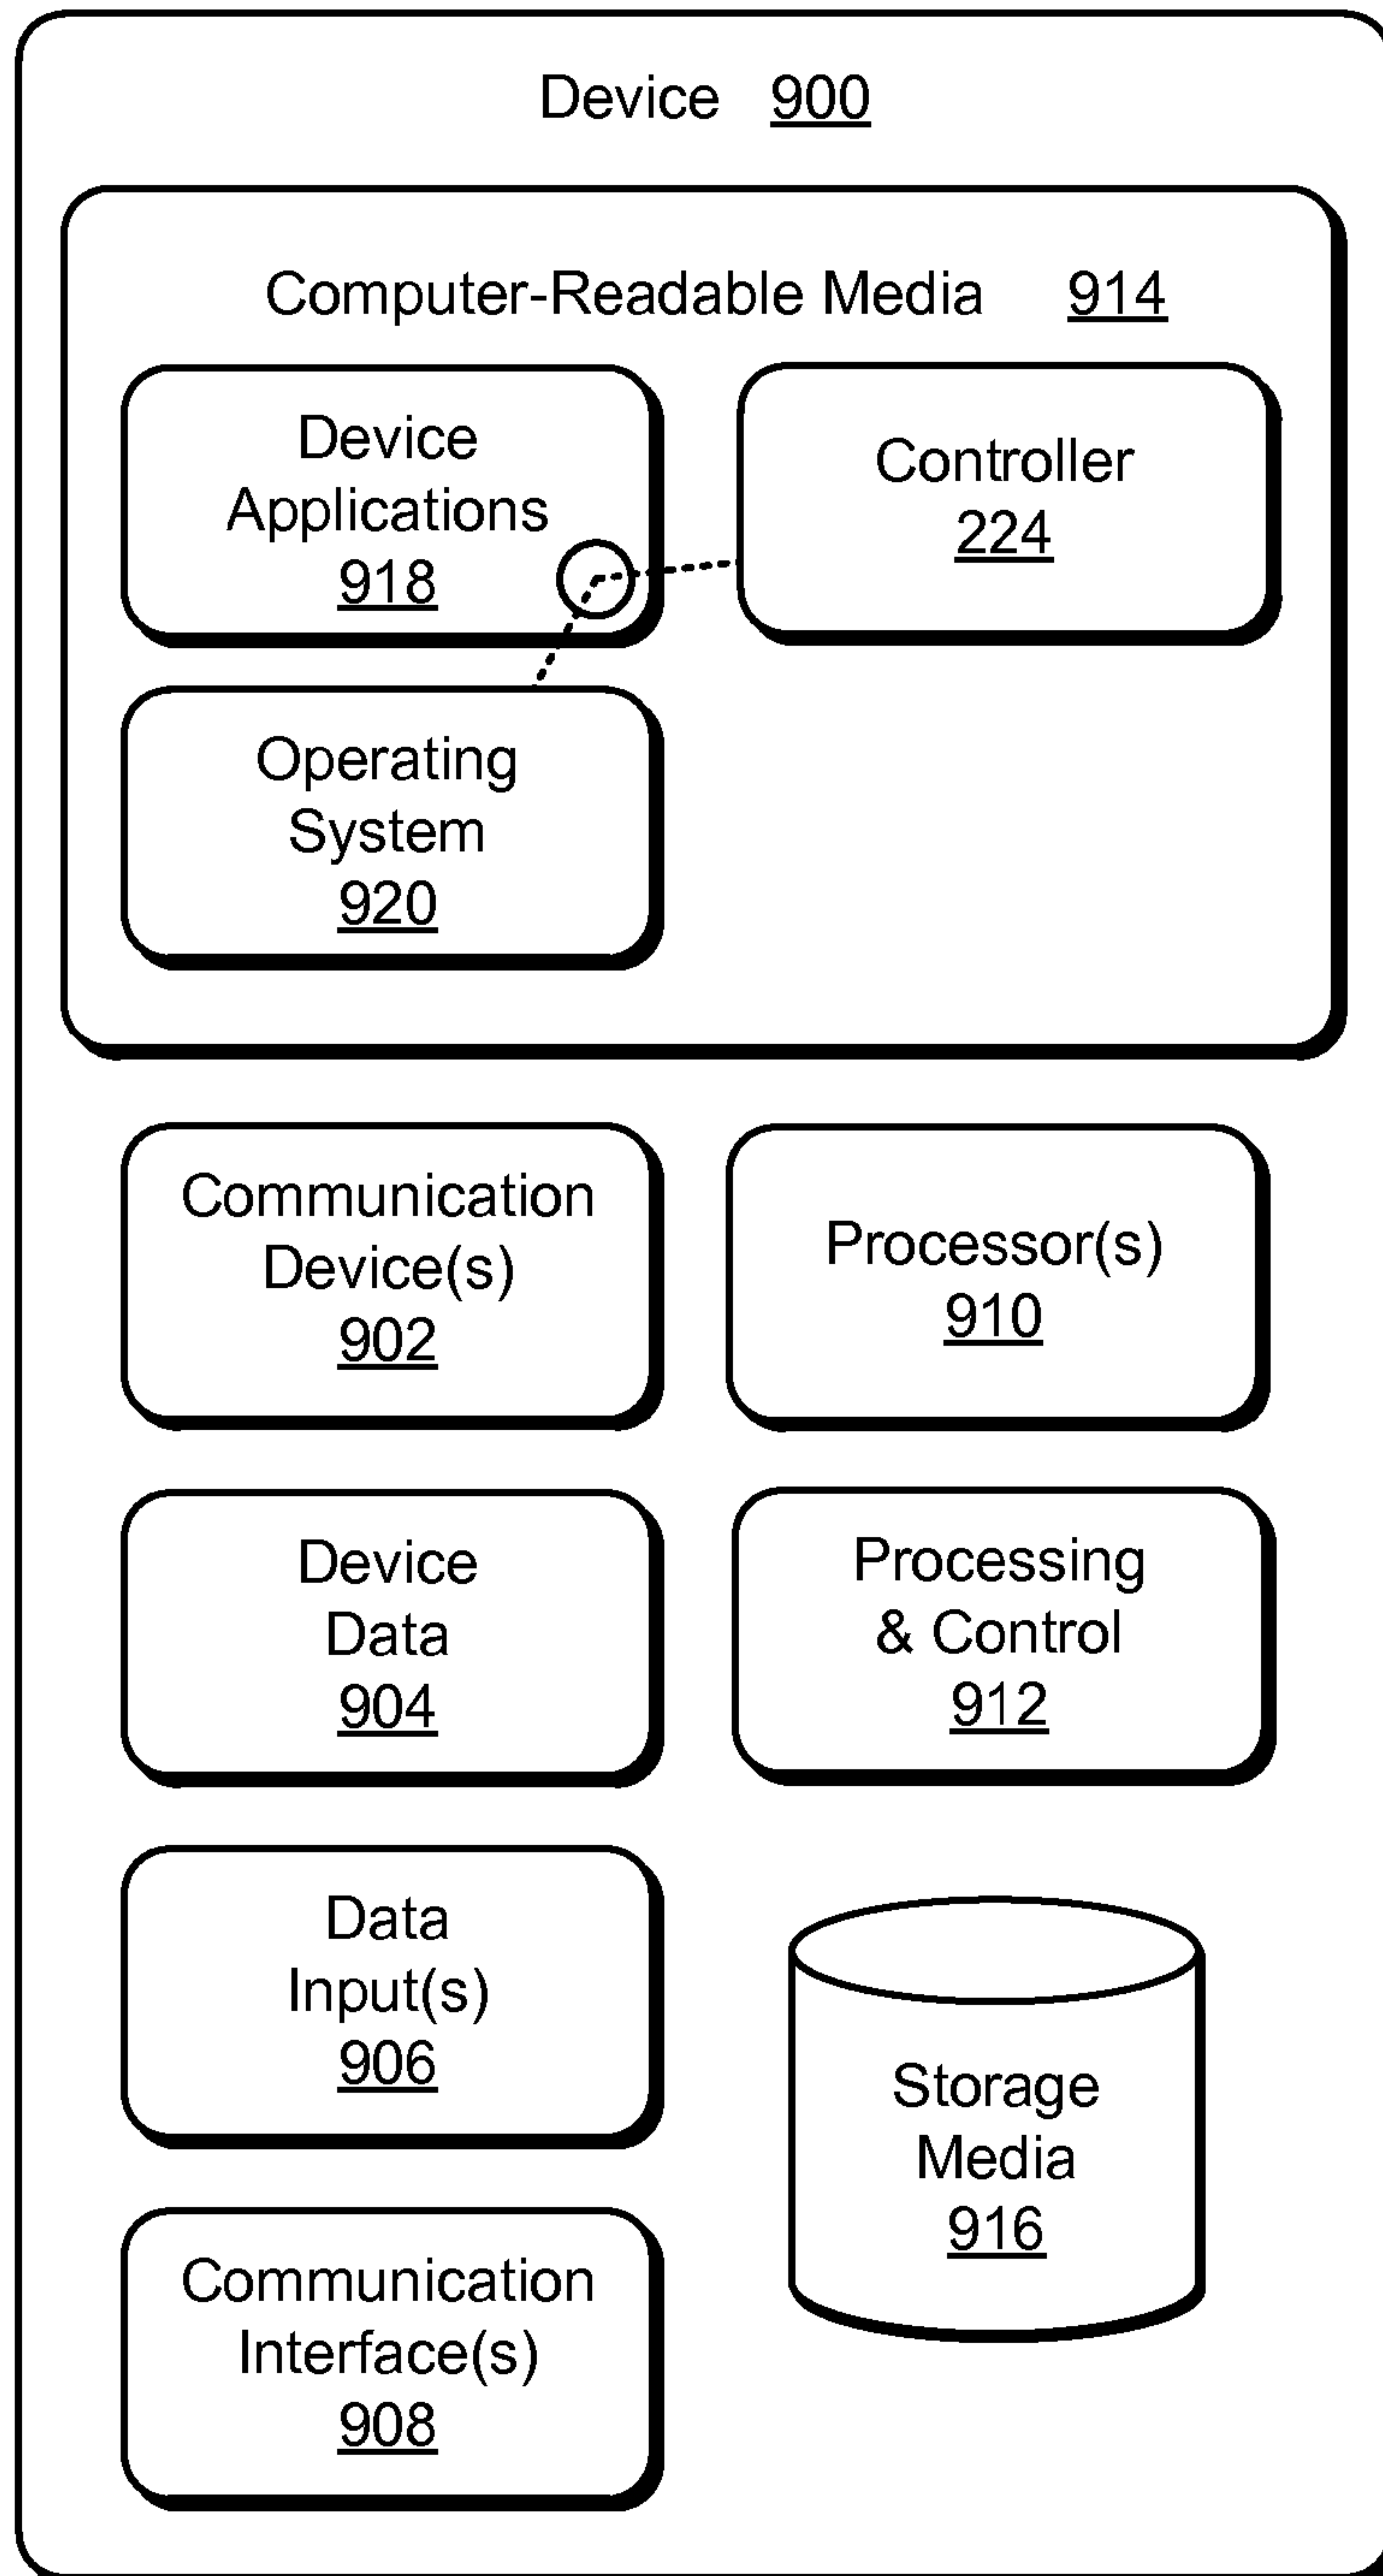 Device 900
Computer-Readable Media 914
Device
Applications
918
Controller
224
Operating
System
920
Communication
Device(s)
902
Processor(s)
910
Device
Data
904
Processing
& Control
912
Data
Input(s)
906
Storage
Media
916
Communication
Interface(s)
908